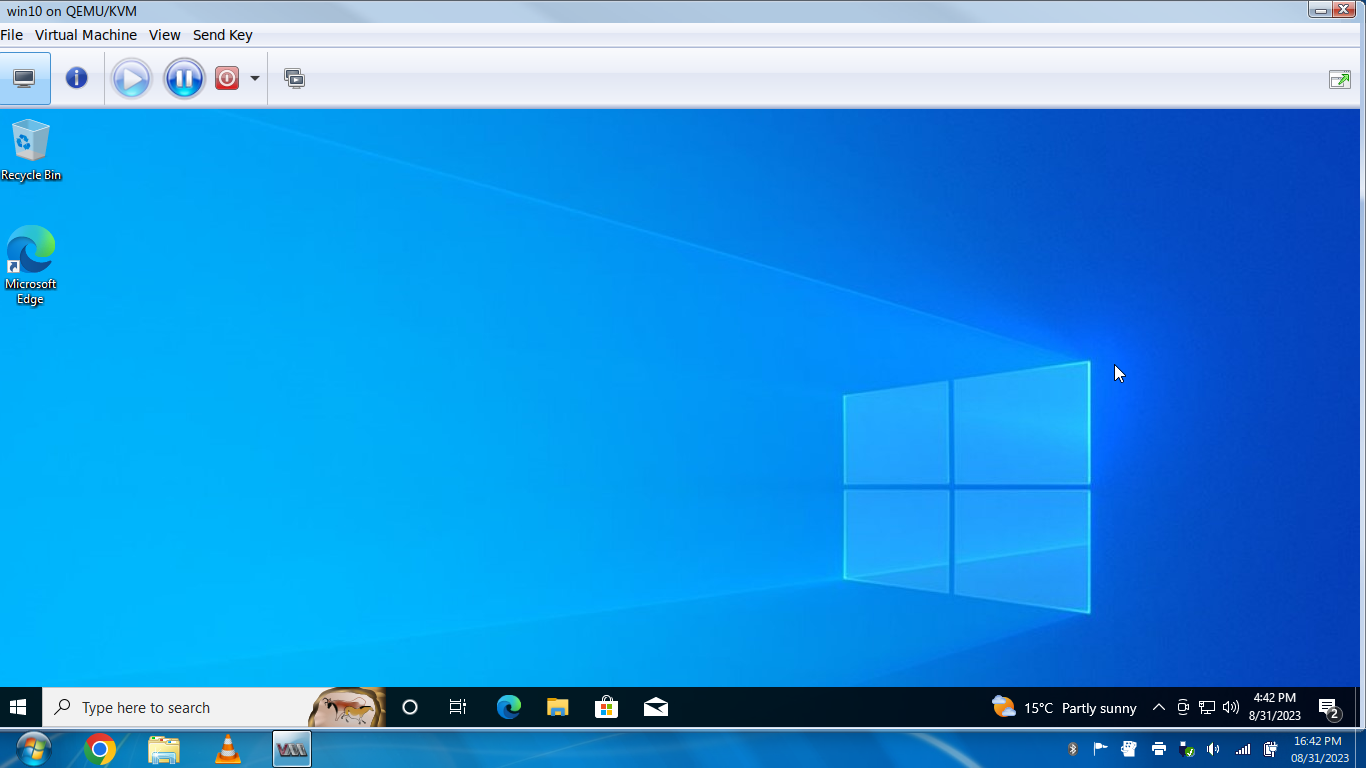 win10 on QEMU/KVM
File Virtual Machine View Send Key
Recycle Bin
Microsoft
Edge
Type here to search
15°C Partly sunny
4:42 PM
8/31/2023
2
16:42 PM
08/31/2023